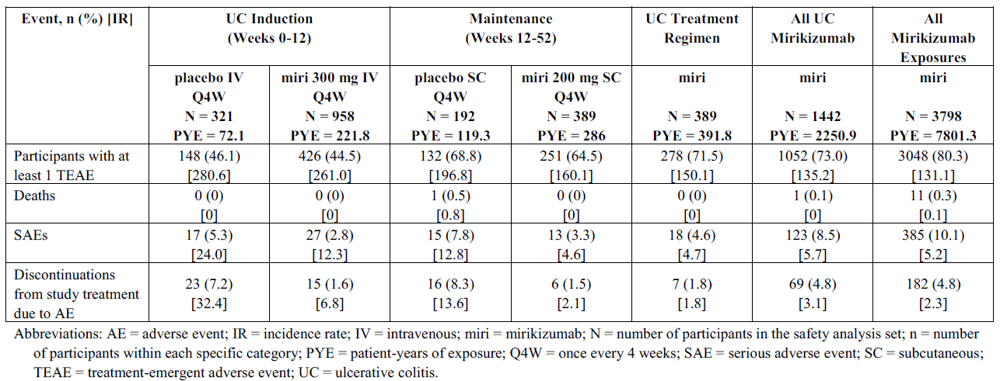 Event, n (%) [IR]
UC Induction
(Weeks 0-12)
Maintenance
(Weeks 12-52)
UC Treatment
Regimen
All UC
Mirikizumab
All
Mirikizumab
Exposures
placebo IV
Q4W
N = 321
PYE = 72.1
miri 300 mg IV
Q4W
N = 958
PYE = 221.8
placebo SC
Q4W
N = 192
PYE = 119.3
miri 200 mg SC
Q4W
N = 389
PYE = 286
miri
N = 389
PYE = 391.8
miri
N = 1442
PYE = 2250.9
miri
N = 3798
PYE = 7801.3
Participants with at
least 1 TEAE
148 (46.1)
[280.6]
426 (44.5)
[261.0]
132 (68.8)
[196.8]
251 (64.5)
[160.1]
278 (71.5)
[150.1]
1052 (73.0)
[135.2]
3048 (80.3)
[131.1]
Deaths
0 (0)
[0]
0 (0)
[0]
1 (0.5)
[0.8]
0 (0)
[0]
0 (0)
[0]
1 (0.1)
[0]
11 (0.3)
[0.1]
SAEs
17 (5.3)
[24.0]
27 (2.8)
[12.3]
15 (7.8)
[12.8]
13 (3.3)
[4.6]
18 (4.6)
[4.7]
123 (8.5)
[5.7]
385 (10.1)
[5.2]
Discontinuations
from study treatment
due to AE
23 (7.2)
[32.4]
15 (1.6)
[6.8]
16 (8.3)
[13.6]
6 (1.5)
[2.1]
7 (1.8)
[1.8]
69 (4.8)
[3.1]
182 (4.8)
[2.3]
Abbreviations: AE = adverse event; IR = incidence rate; IV = intravenous; miri = mirikizumab; N = number of participants in the safety analysis set; n = number
of participants within each specific category; PYE = patient-years of exposure; Q4W = once every 4 weeks; SAE = serious adverse event; SC = subcutaneous;
TEAE = treatment-emergent adverse event; UC = ulcerative colitis.